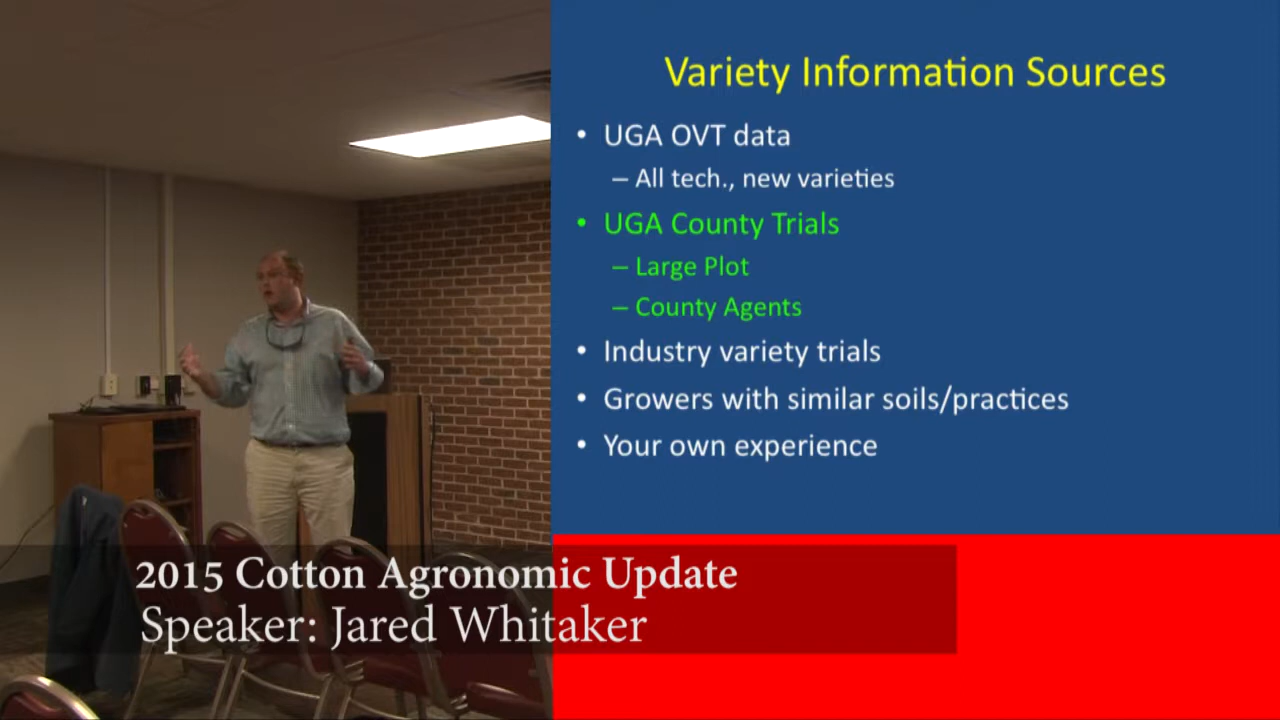 Variety Information Sources
• UGA OVT data
– All tech., new varieties
• UGA County Trials
– Large Plot
– County Agents
• Industry variety trials
• Growers with similar soils/practices
• Your own experience
2015 Cotton Agronomic Update
Speaker: Jared Whitaker